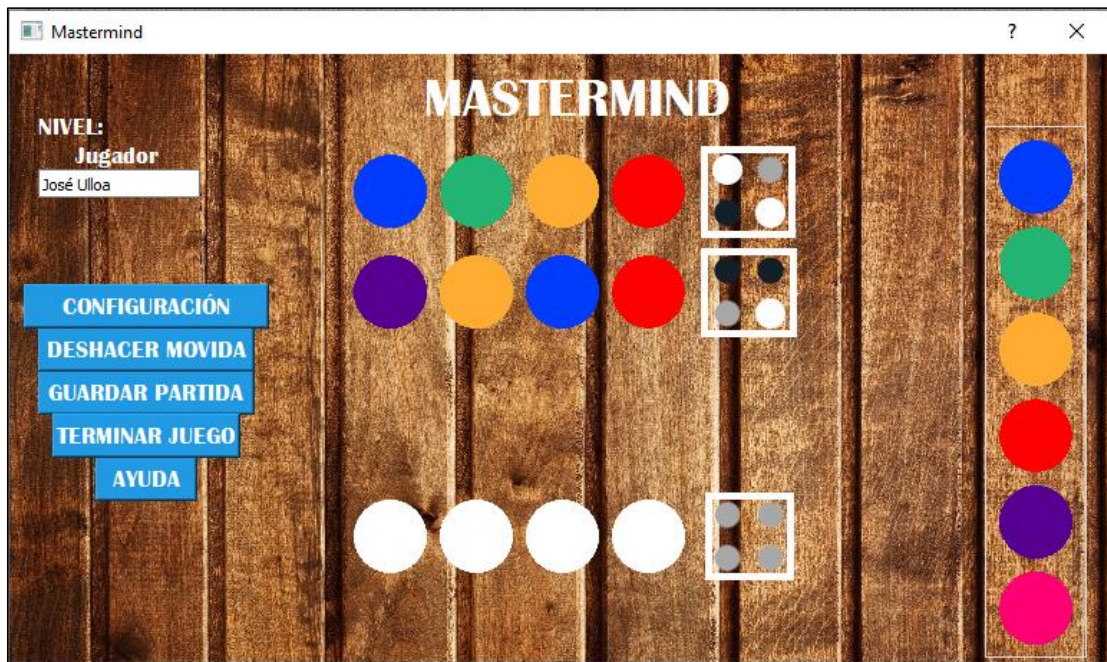 Mastermind
?
MASTERMIND
NIVEL:
Jugador
José Ulloa
CONFIGURACIÓN
DESHACER MOVIDA
GUARDAR PARTIDA
TERMINAR JUEGO
AYUDA